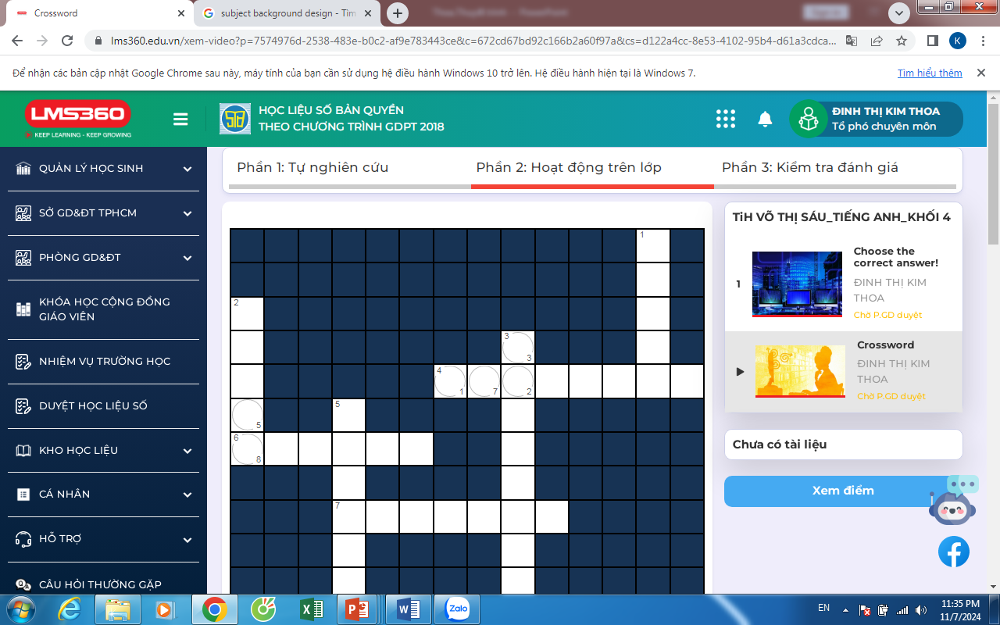 Crossword
subject background design - Tìm
lms360.edu.vn/xem-video?p=7574976d-2538-483e-b0c2-af9e783443ce&c=672cd67bd92c166b2a60f97a&cs=d122a4cc-8e53-4102-95b4-d61a3cdca...
K
Để nhận các bản cập nhật Google Chrome sau này, máy tính của bạn cần sử dụng hệ điều hành Windows 10 trở lên. Hệ điều hành hiện tại là Windows 7.
Tìm hiểu thêm
LMS360
KEEP LEARNING - KEEP GROWING
HỌC LIỆU SỐ BẢN QUYỀN
THEO CHƯƠNG TRÌNH GDPT 2018
ĐINH THỊ KIM THOA
Tổ phó chuyên môn
QUẢN LÝ HỌC SINH
SỞ GD&ĐT TPHCM
PHÒNG GD&ĐT
KHÓA HỌC CỘNG ĐỒNG
GIÁO VIÊN
NHIỆM VỤ TRƯỜNG HỌC
DUYỆT HỌC LIỆU SỐ
KHO HỌC LIỆU
CÁ NHÂN
HỖ TRỢ
CÂU HỎI THƯỜNG GẶP
Phần 1: Tự nghiên cứu
Phần 2: Hoạt động trên lớp
Phần 3: Kiểm tra đánh giá
1
2
3
3
4
1
7
2
5
5
6
8
7
TiH VÕ THỊ SÁU_TIẾNG ANH_KHỐI 4
1
Choose the
correct answer!
ĐINH THỊ KIM
THOA
Chờ P.GD duyệt
Crossword
ĐINH THỊ KIM
THOA
Chờ P.GD duyệt
Chưa có tài liệu
Xem điểm
Zalo
EN
11:35 PM
11/7/2024